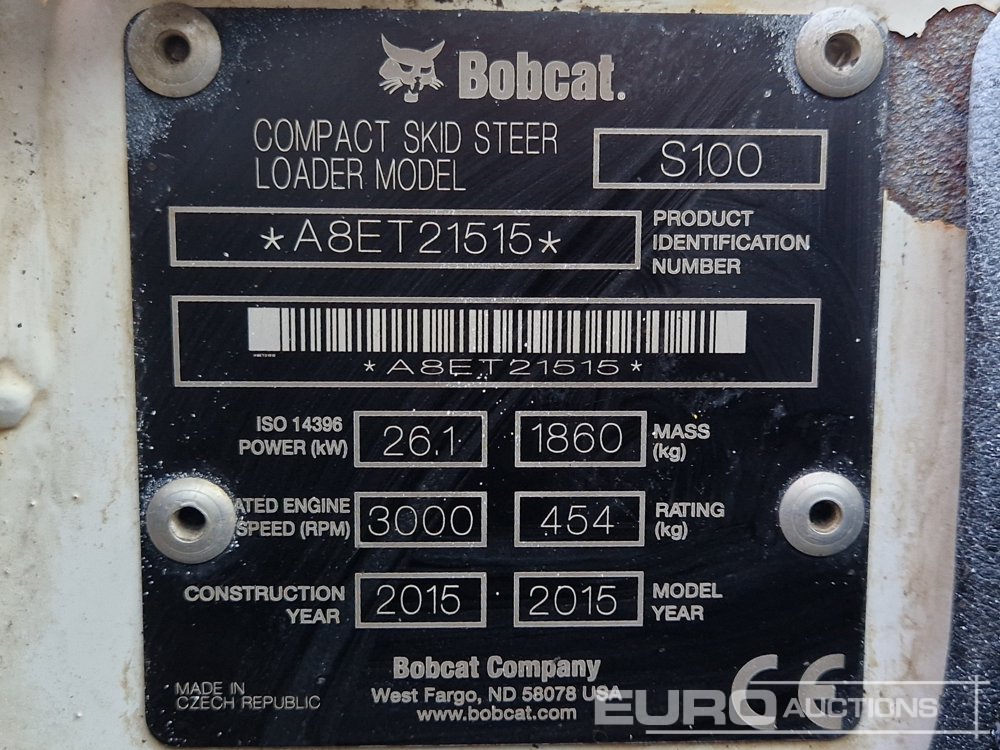 Bobcat.
COMPACT SKID STEER
LOADER MODEL
S100
*A8ET21515*
PRODUCT
IDENTIFICATION
NUMBER
*A8ET21515*
ISO 14396
POWER (kW)
26.1
1860
MASS
(kg)
ATED ENGINE
SPEED (RPM)
3000
454
RATING
(kg)
CONSTRUCTION
YEAR
2015
2015
MODEL
YEAR
Bobcat Company
West Fargo, ND 58078 USA
www.bobcat.com
MADE IN
CZECH REPUBLIC
CE
EURO AUCTIONS